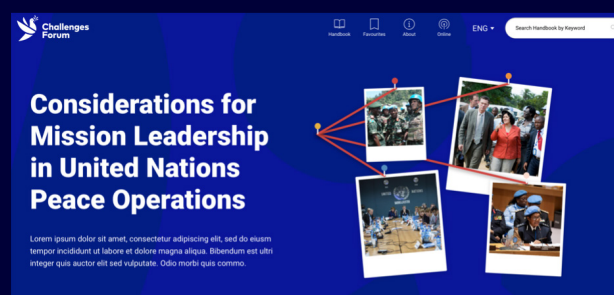 Challenges
Forum
Handbook
Favourites
About
Online
ENG
Search Handbook by Keyword
Considerations for
Mission Leadership
in United Nations
Peace Operations
Lorem ipsum dolor sit amet, consectetur adipiscing elit, sed do eiusm
tempor incididunt ut labore et dolore magna aliqua. Bibendum est ultri
integer quis auctor elit sed vulputate. Odio morbi quis commo.